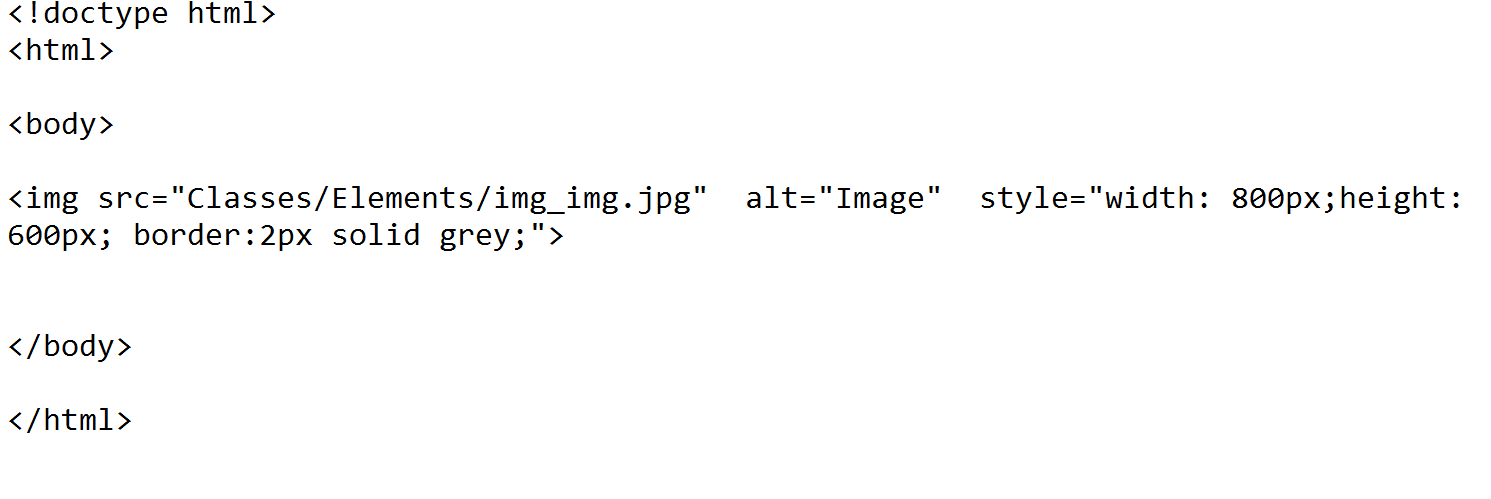 <!doctype html>
<html>
<body>
<img src="Classes/Elements/img_img.jpg"  alt="Image"  style="width: 800px;height:
600px; border:2px solid grey;">
</body>
</html>